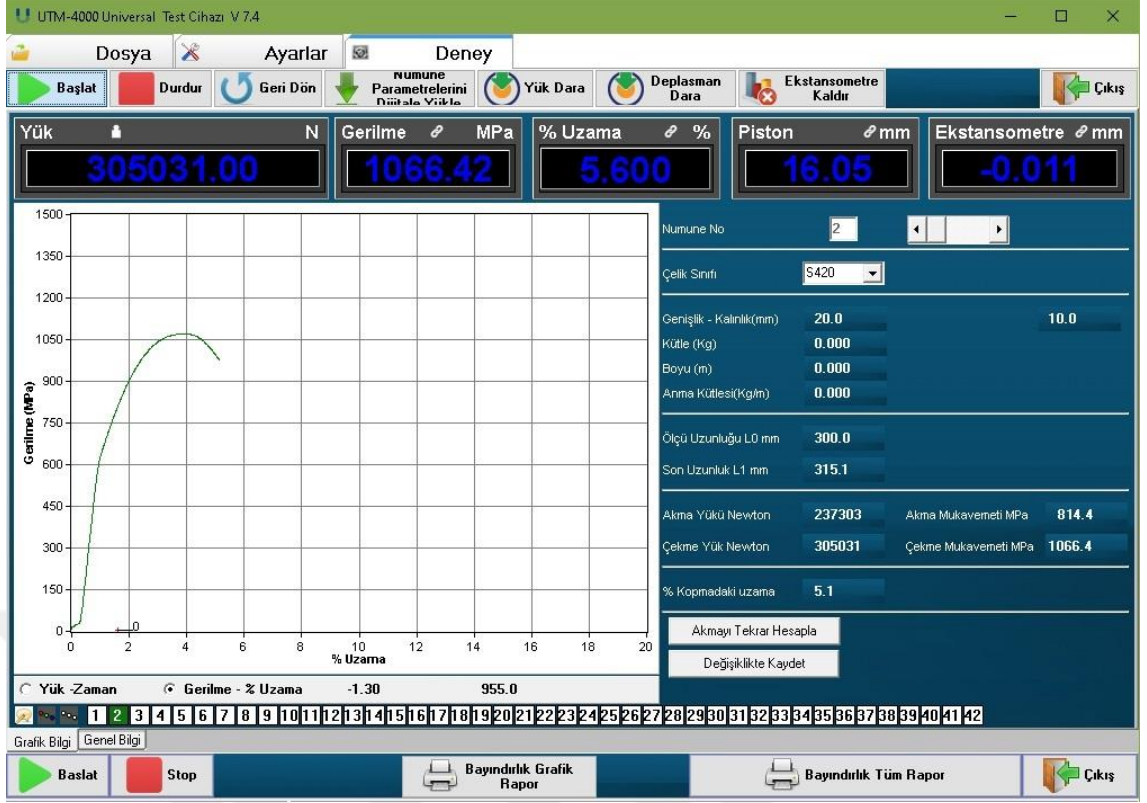 UTM-4000 Universal Test Cihazı V 7.4
Dosya Ayarlar Deney
Başlat Durdur Geri Dön Numune Parametrelerini Dijitale Yükle Yük Dara Deplasman Dara Ekstansometre Kaldır Çıkış
Yük N Gerilme MPa % Uzama % Piston mm Ekstansometre mm
305031.00 1066.42 5.600 16.05 -0.011
1500
1350
1200
1050
900
750
600
450
300
150
0
Gerilme (MPa)
0
0 2 4 6 8 10 12 14 16 18 20
% Uzama
Numune No 2
Çelik Sınıfı S420
Genişlik - Kalınlık(mm) 20.0 10.0
Kütle (Kg) 0.000
Boyu (m) 0.000
Anma Kütlesi(Kg/m) 0.000
Ölçü Uzunluğu L0 mm 300.0
Son Uzunluk L1 mm 315.1
Akma Yükü Newton 237303 Akma Mukavemeti MPa 814.4
Çekme Yük Newton 305031 Çekme Mukavemeti MPa 1066.4
% Kopmadaki uzama 5.1
Akmayı Tekrar Hesapla
Değişiklikte Kaydet
Yük -Zaman Gerilme - % Uzama -1.30 955.0
1 2 3 4 5 6 7 8 9 10 11 12 13 14 15 16 17 18 19 20 21 22 23 24 25 26 27 28 29 30 31 32 33 34 35 36 37 38 39 40 41 42
Grafik Bilgi Genel Bilgi
Baslat Stop Bayındırlık Grafik Rapor Bayındırlık Tüm Rapor Çıkış